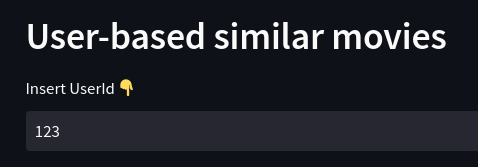 User-based similar movies
Insert UserId 👇
123